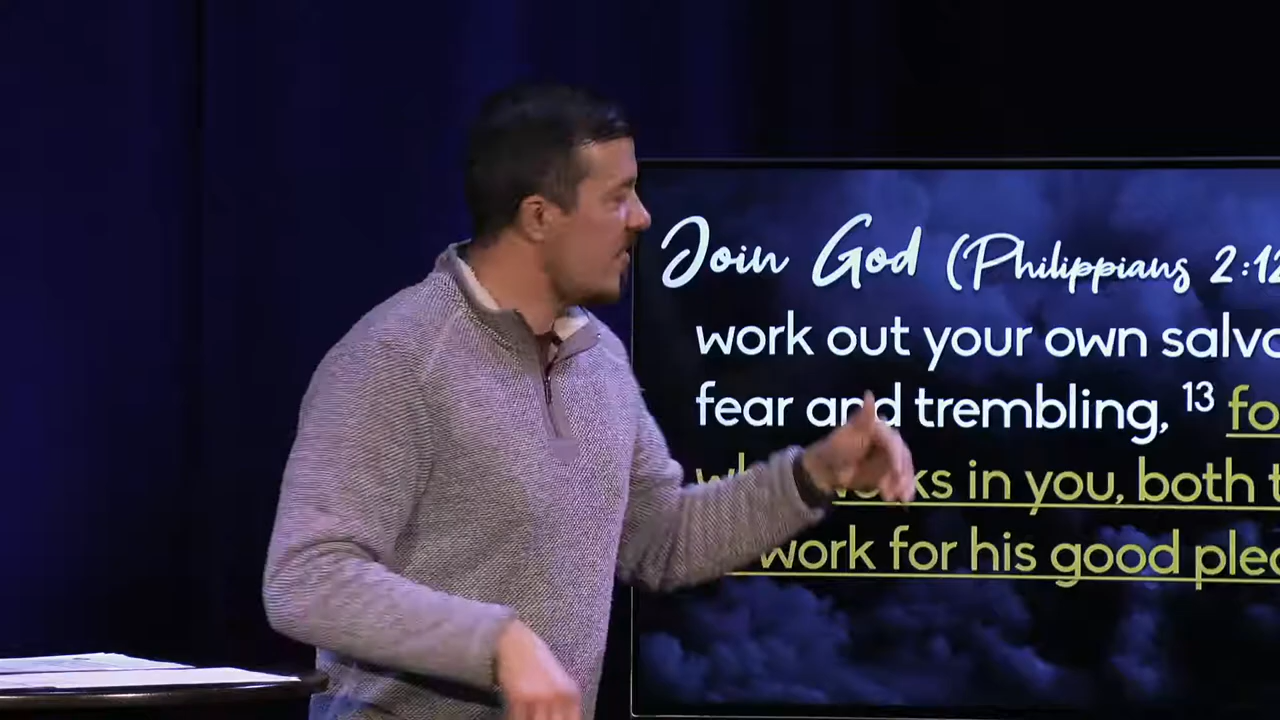 Join God (Philippians 2:12
work out your own salva
fear and trembling, ¹³ fo
works in you, both t
work for his good plea